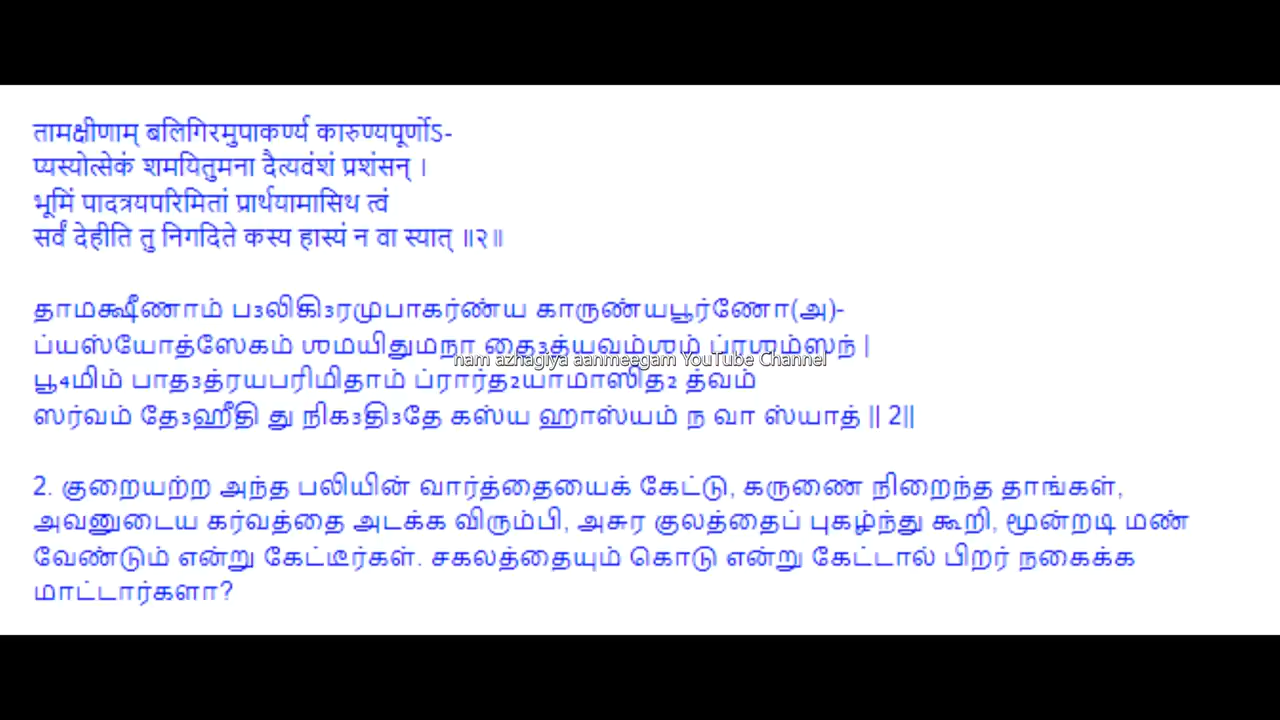 तामक्षीणाम् बलिगिरमुपाकर्ण्य कारुण्यपूर्णोऽ-
प्यस्योत्सेकं शमयितुमना दैत्यवंशं प्रशंसन् ।
भूमिं पादत्रयपरिमितां प्रार्थयामासिथ त्वं
सर्वं देहीति तु निगदिते कस्य हास्यं न वा स्यात् ॥२॥
தாமக்ஷீணாம் ப₃லிகி₃ரமுபாகர்ண்ய காருண்யபூர்ணோ(அ)-
ப்யஸ்யோத்ஸேகம் ஶமயிதுமநா தை₃த்யவம்ஶம் ப்ரஶம்ஸந் |
nam azhagiya aanmeegam YouTube Channel
பூ₄மிம் பாத₃த்ரயபரிமிதாம் ப்ரார்த₂யாமாஸித₂ த்வம்
ஸர்வம் தே₃ஹீதி து நிக₃தி₃தே கஸ்ய ஹாஸ்யம் ந வா ஸ்யாத் || 2||
2. குறையற்ற அந்த பலியின் வார்த்தையைக் கேட்டு, கருணை நிறைந்த தாங்கள்,
அவனுடைய கர்வத்தை அடக்க விரும்பி, அசுர குலத்தைப் புகழ்ந்து கூறி, மூன்றடி மண்
வேண்டும் என்று கேட்டீர்கள். சகலத்தையும் கொடு என்று கேட்டால் பிறர் நகைக்க
மாட்டார்களா?